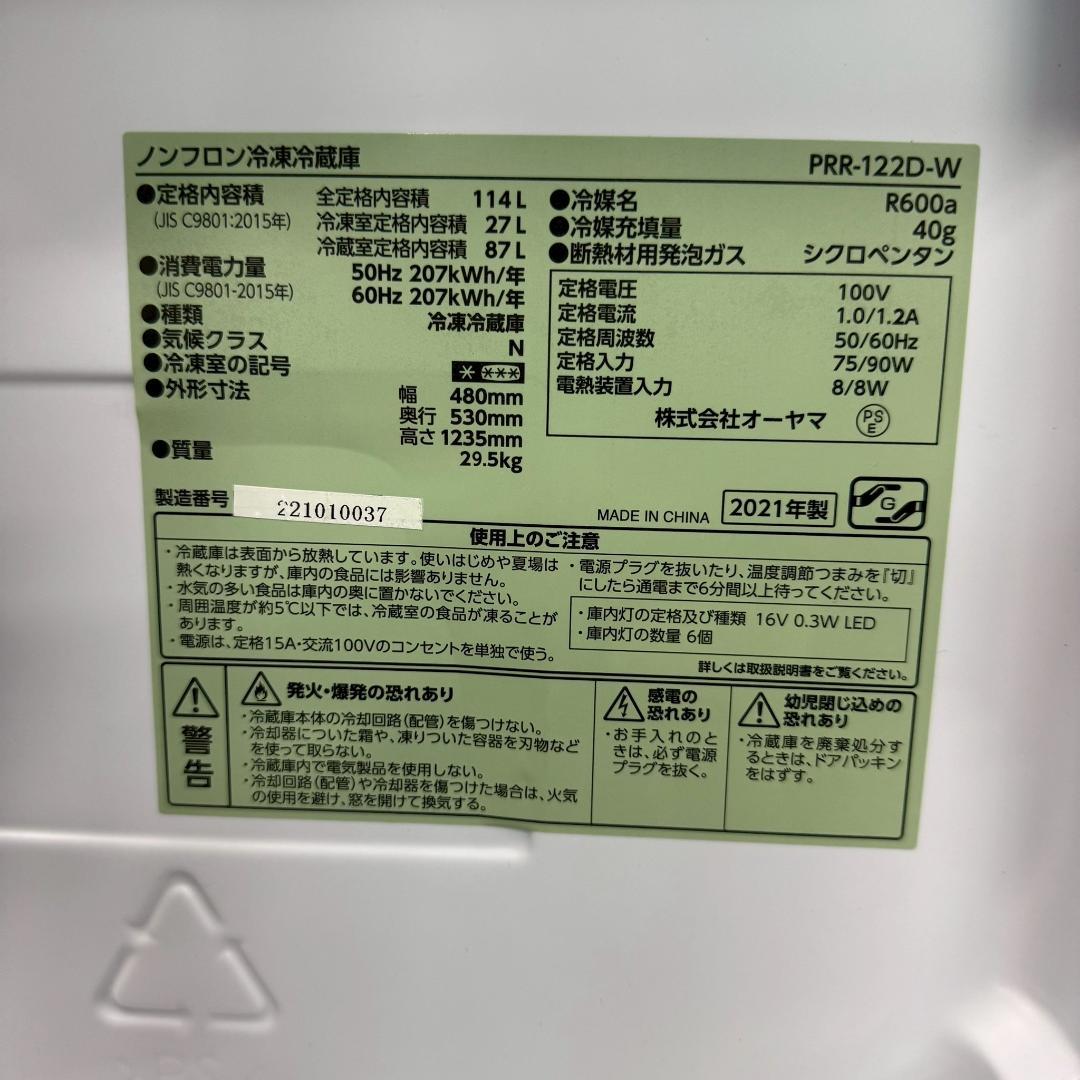 ノンフロン冷凍冷蔵庫 PRR-122D-W
●定格内容積 全定格内容積 114L
(JIS C9801:2015年) 冷凍室定格内容積 27L
冷蔵室定格内容積 87L
●消費電力量 50Hz 207kWh/年
(JIS C9801-2015年) 60Hz 207kWh/年
●種類 冷凍冷蔵庫
●気候クラス N
●冷凍室の記号 * ***
●外形寸法 幅 480mm
奥行 530mm
高さ 1235mm
●質量 29.5kg
●冷媒名 R600a
●冷媒充填量 40g
●断熱材用発泡ガス シクロペンタン
定格電圧 100V
定格電流 1.0/1.2A
定格周波数 50/60Hz
定格入力 75/90W
電熱装置入力 8/8W
株式会社オーヤマ PSE
製造番号 221010037
MADE IN CHINA 2021年製 G
使用上のご注意
・冷蔵庫は表面から放熱しています。使いはじめや夏場は
熱くなりますが、庫内の食品には影響ありません。
・水気の多い食品は庫内の奥に置かないでください。
・周囲温度が約5℃以下では、冷蔵室の食品が凍ることが
あります。
・電源は、定格15A・交流100Vのコンセントを単独で使う。
・電源プラグを抜いたり、温度調節つまみを『切』
にしたら通電まで6分間以上待ってください。
・庫内灯の定格及び種類 16V 0.3W LED
・庫内灯の数量 6個
詳しくは取扱説明書をご覧ください。
警告
発火・爆発の恐れあり
・冷蔵庫本体の冷却回路(配管)を傷つけない。
・冷却器についた霜や、凍りついた容器を刃物など
を使って取らない。
・冷蔵庫内で電気製品を使用しない。
・冷却回路(配管)や冷却器を傷つけた場合は、火気
の使用を避け、窓を開けて換気する。
感電の
恐れあり
・お手入れのと
きは、必ず電源
プラグを抜く。
幼児閉じ込めの
恐れあり
・冷蔵庫を廃棄処分す
るときは、ドアパッキン
をはずす。